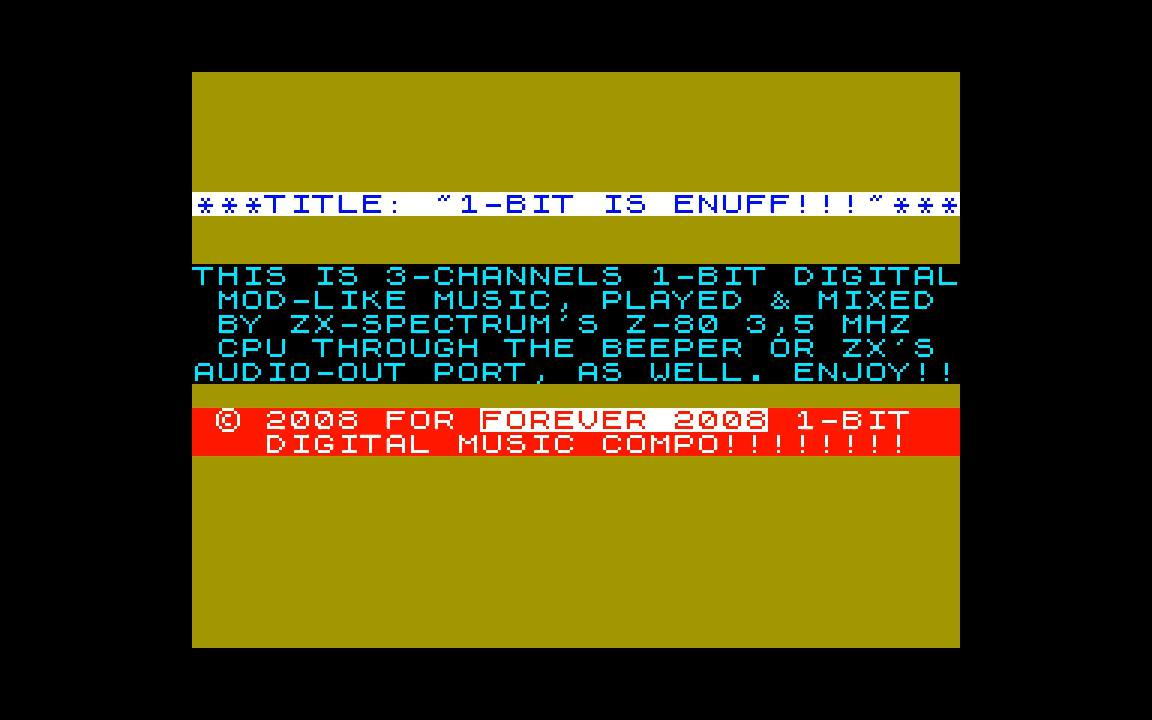 ***TITLE: ˝1-BIT IS ENUFF!!!˝***
THIS IS 3-CHANNELS 1-BIT DIGITAL
MOD-LIKE MUSIC, PLAYED & MIXED
BY ZX-SPECTRUM'S Z-80 3,5 MHZ
CPU THROUGH THE BEEPER OR ZX'S
AUDIO-OUT PORT, AS WELL. ENJOY!!
© 2008 FOR FOREVER 2008 1-BIT
DIGITAL MUSIC COMPO!!!!!!!!